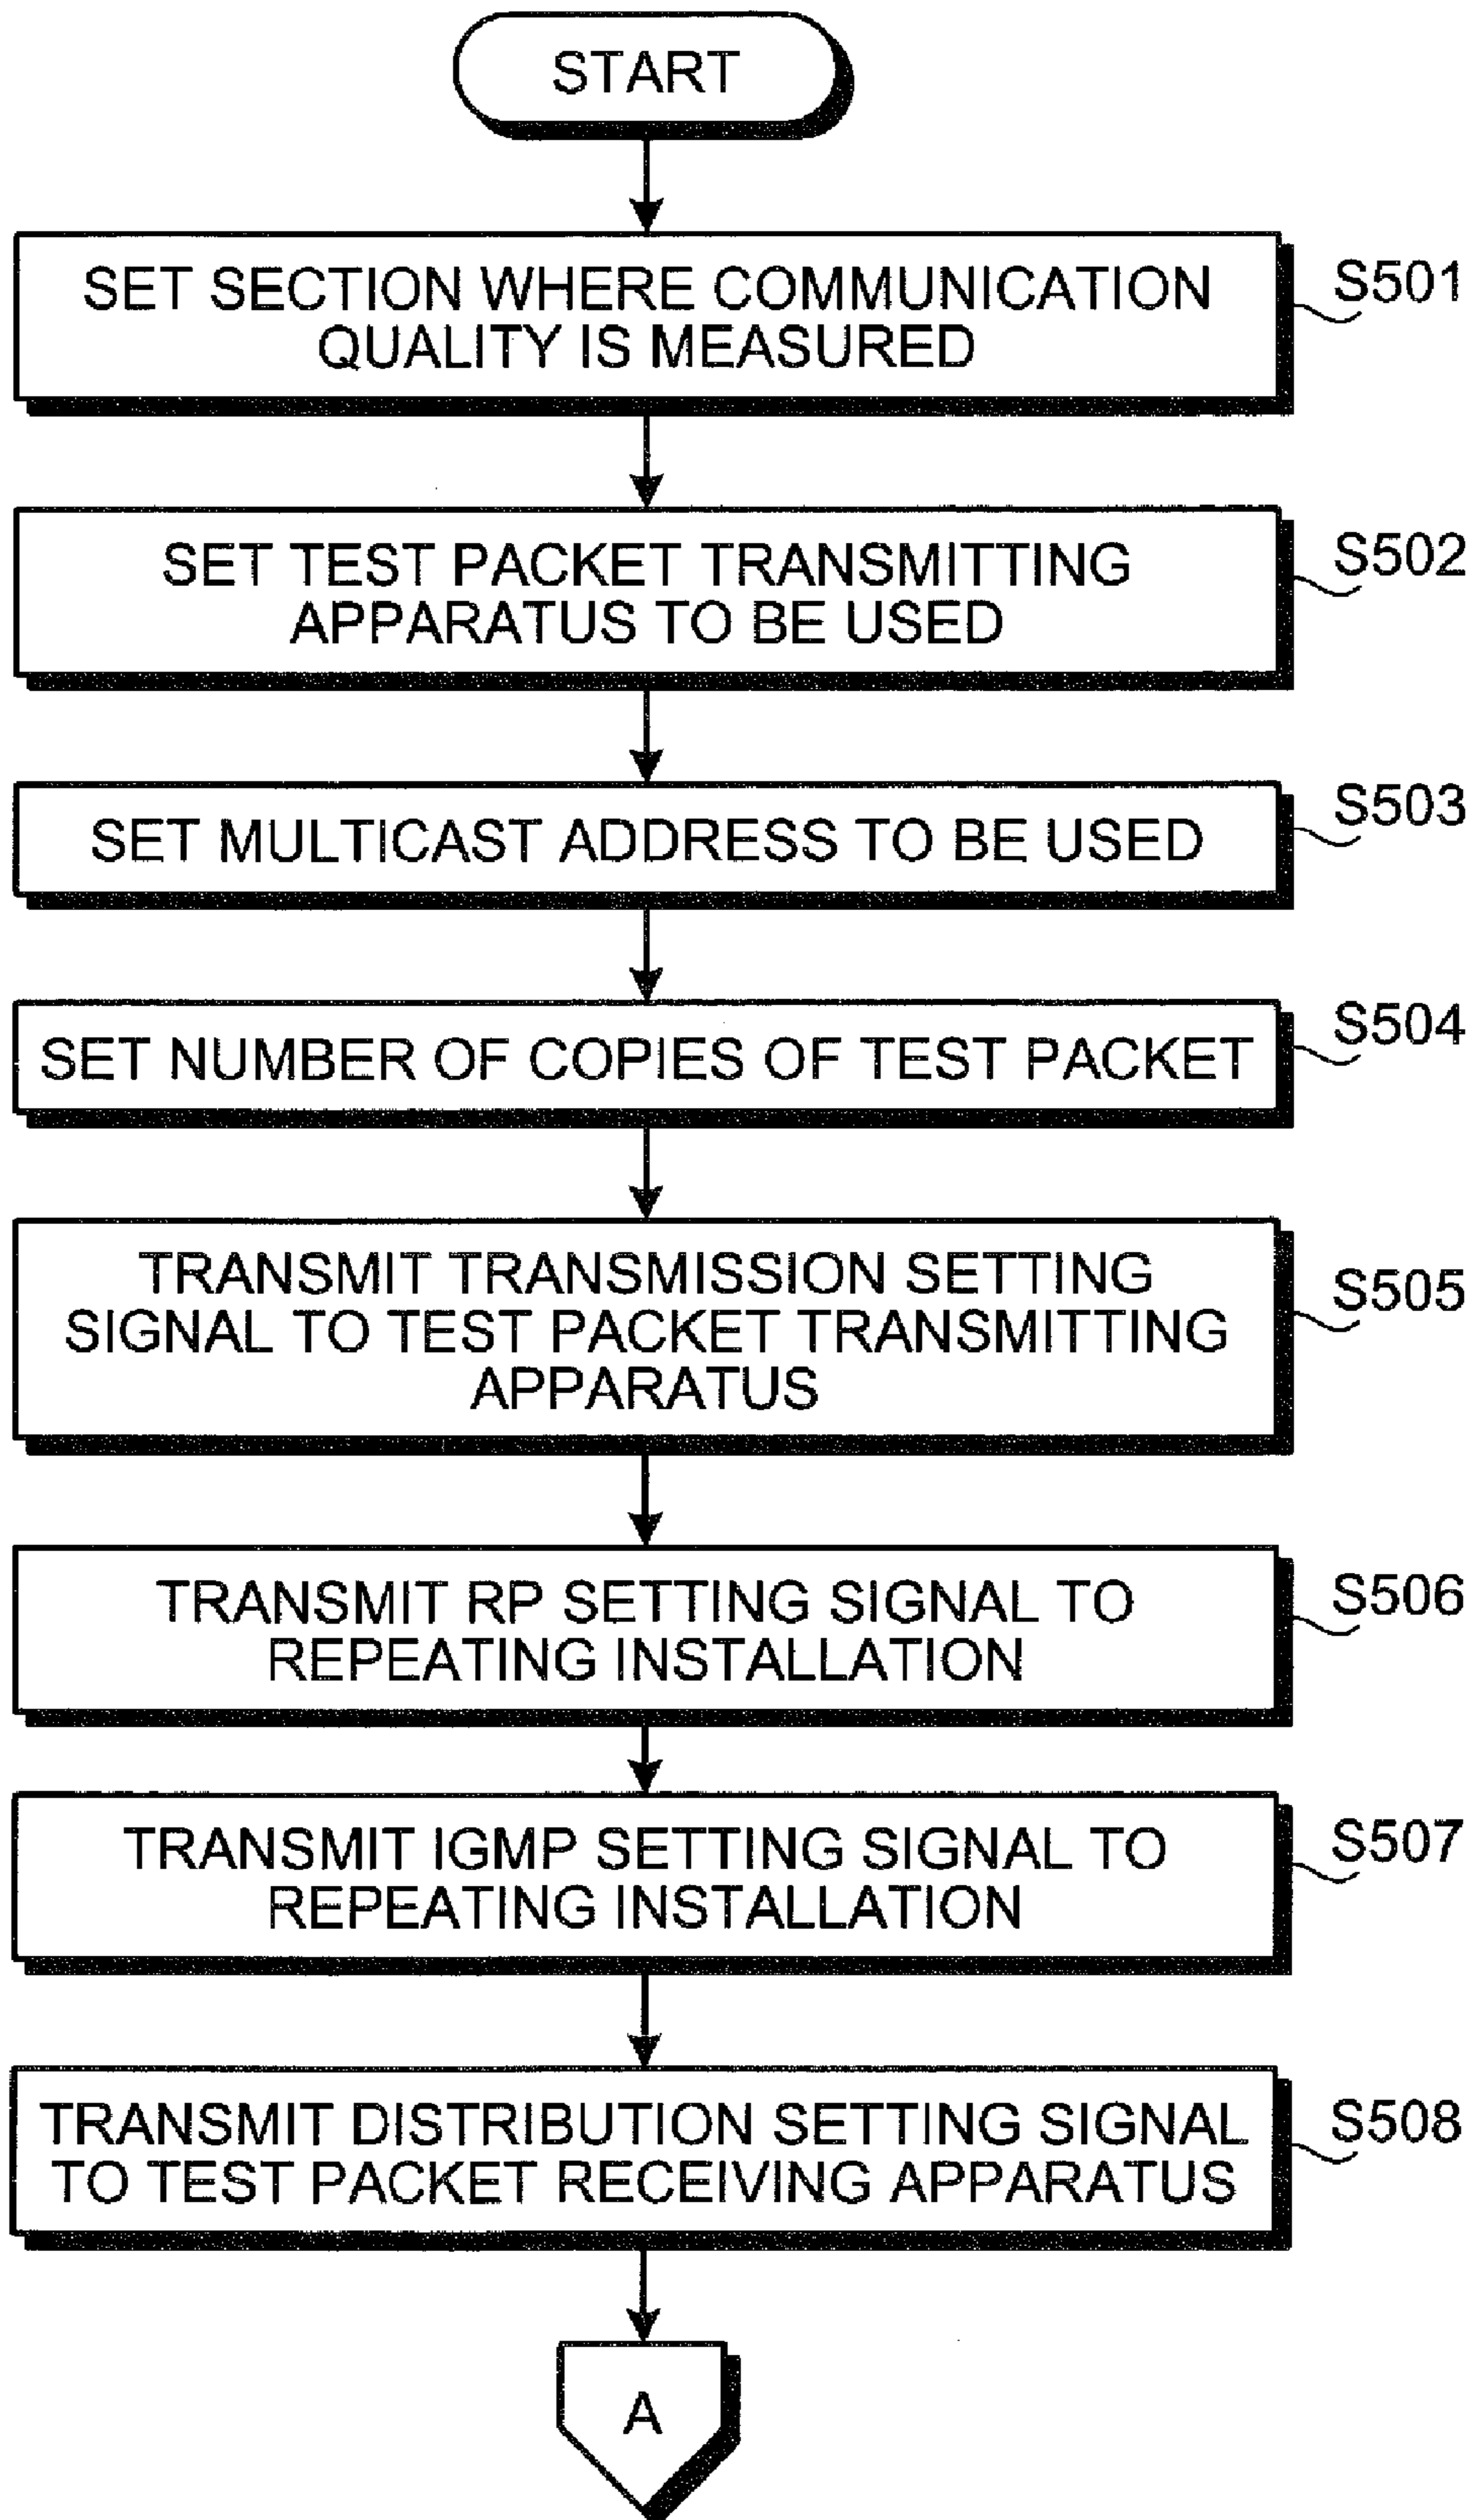 START
SET SECTION WHERE COMMUNICATION
QUALITY IS MEASURED
S501
SET TEST PACKET TRANSMITTING
APPARATUS TO BE USED
S502
SET MULTICAST ADDRESS TO BE USED
S503
SET NUMBER OF COPIES OF TEST PACKET
S504
TRANSMIT TRANSMISSION SETTING
SIGNAL TO TEST PACKET TRANSMITTING
APPARATUS
S505
TRANSMIT RP SETTING SIGNAL TO
REPEATING INSTALLATION
S506
TRANSMIT IGMP SETTING SIGNAL TO
REPEATING INSTALLATION
S507
TRANSMIT DISTRIBUTION SETTING SIGNAL
TO TEST PACKET RECEIVING APPARATUS
S508
A